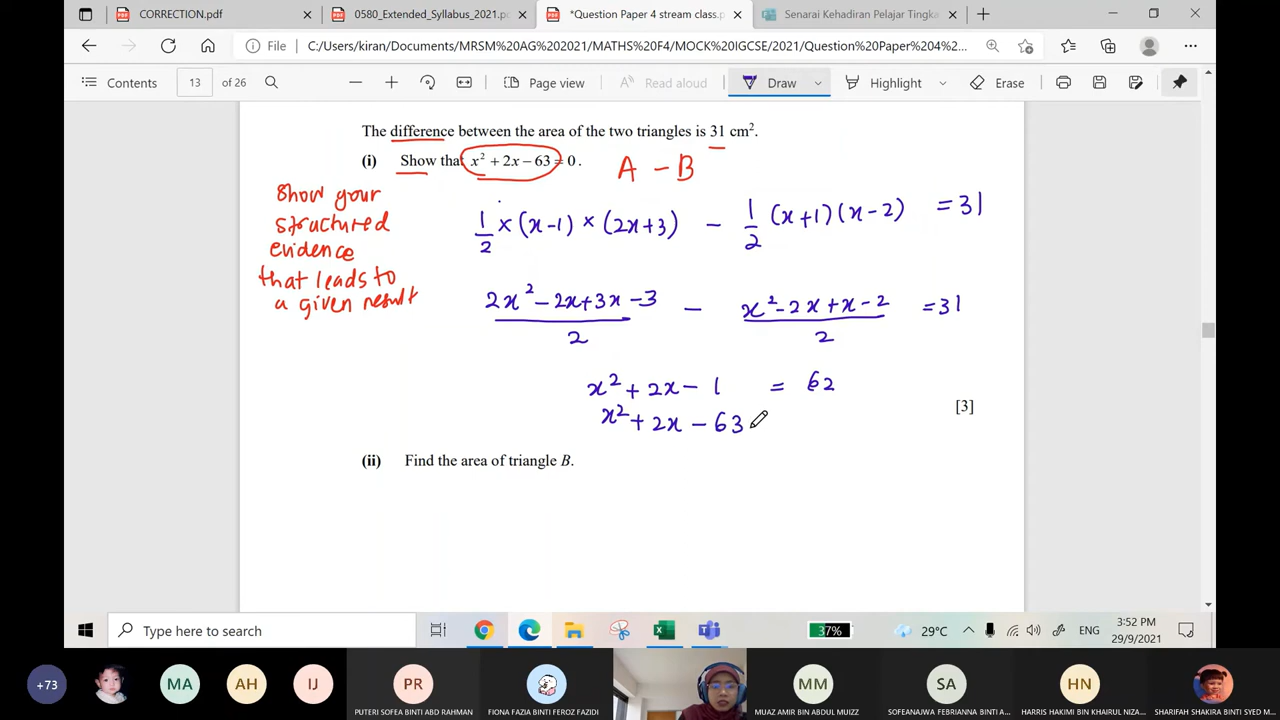 CORRECTION.pdf
0580_Extended_Syllabus_2021.pdf
*Question Paper 4 stream class.pdf
Senarai Kehadiran Pelajar Tingka
File
C:/Users/kiran/Documents/MRSM%20AG%202021/MATHS%20F4/MOCK%20IGCSE/2021/Question%20Paper%204%2...
Contents
13 of 26
Page view
Read aloud
Draw
Highlight
Erase
The difference between the area of the two triangles is 31 cm².
(i) Show that x² + 2x − 63 = 0.
A − B
Show your
structured
evidence
that leads to
a given result
1/2 × (x−1) × (2x+3) − 1/2 (x+1)(x−2) = 31
2x² − 2x + 3x − 3 / 2 − x² − 2x + x − 2 / 2 = 31
x² + 2x − 1 = 62
x² + 2x − 63
[3]
(ii) Find the area of triangle B.
Type here to search
37%
29°C
ENG
3:52 PM
29/9/2021
+73
MA
AH
IJ
PR
PUTERI SOFEA BINTI ABD RAHMAN
FIONA FAZIA BINTI FEROZ FAZIDI
MM
MUAZ AMIR BIN ABDUL MUIZZ
SA
SOFEANAJWA FEBRIANNA BINTI A...
HN
HARRIS HAKIMI BIN KHAIRUL NIZA...
SHARIFAH SHAKIRA BINTI SYED M...